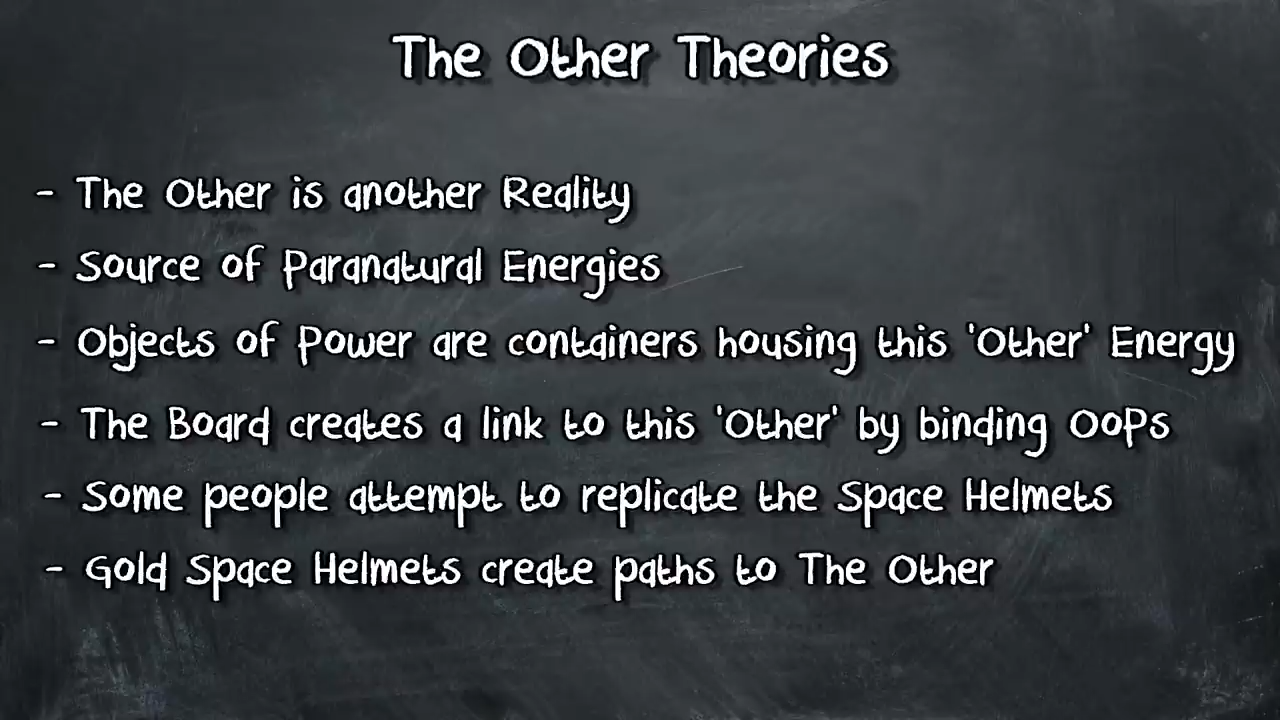 The Other Theories
- The Other is another Reality
- Source of Paranatural Energies
- Objects of Power are containers housing this 'Other' Energy
- The Board creates a link to this 'Other' by binding OoPs
- Some people attempt to replicate the Space Helmets
- Gold Space Helmets create paths to The Other